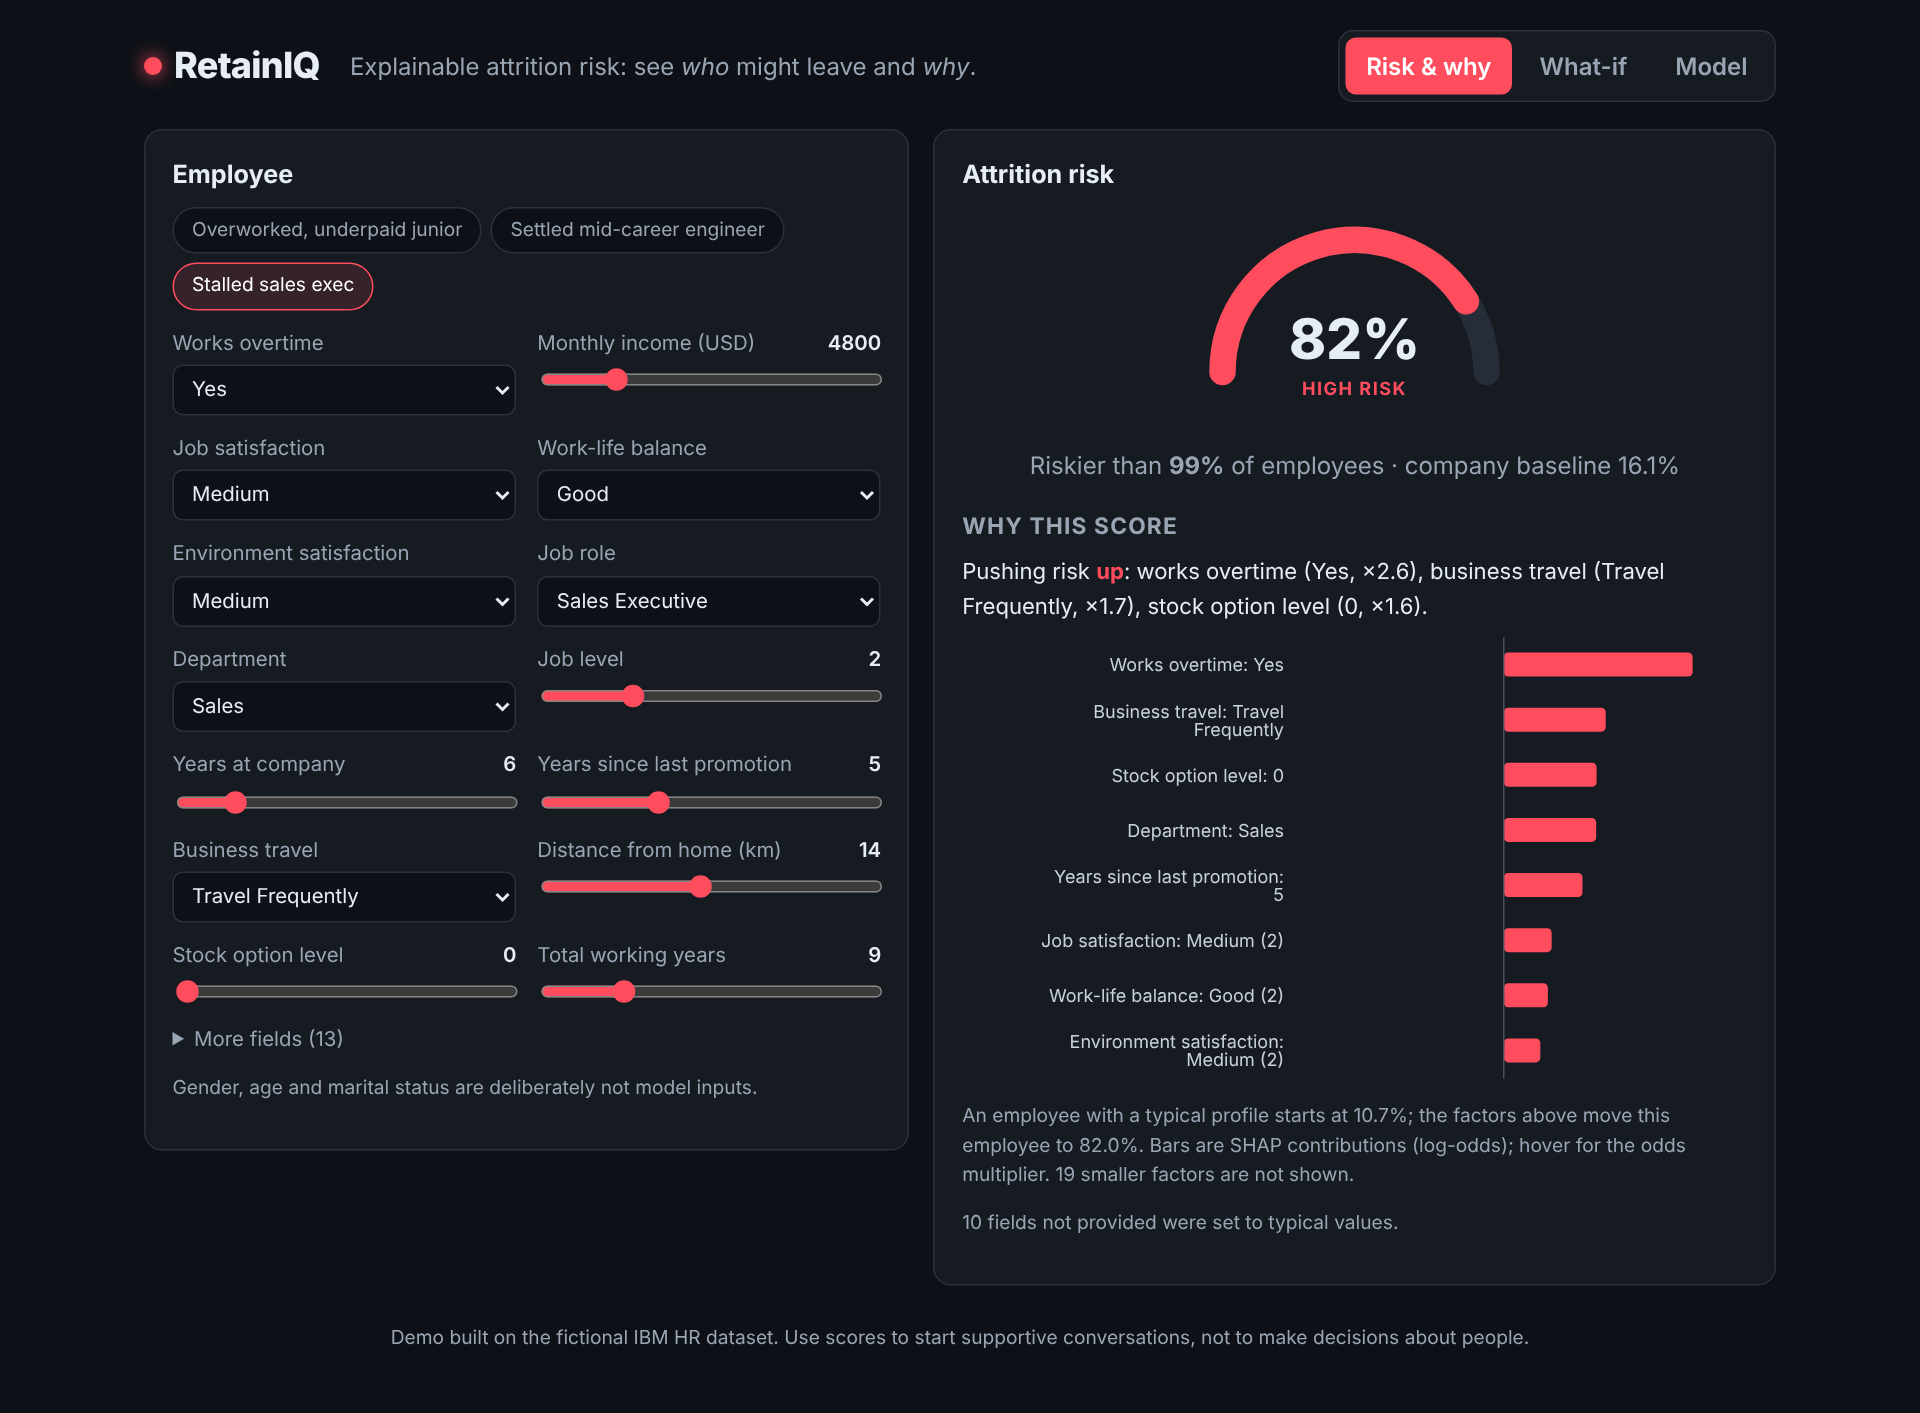 RetainIQ
Explainable attrition risk: see who might leave and why.
Risk & why
What-if
Model
Employee
Overworked, underpaid junior
Settled mid-career engineer
Stalled sales exec
Works overtime
Yes
Monthly income (USD)
4800
Job satisfaction
Medium
Work-life balance
Good
Environment satisfaction
Medium
Job role
Sales Executive
Department
Sales
Job level
2
Years at company
6
Years since last promotion
5
Business travel
Travel Frequently
Distance from home (km)
14
Stock option level
0
Total working years
9
More fields (13)
Gender, age and marital status are deliberately not model inputs.
Attrition risk
82%
HIGH RISK
Riskier than 99% of employees · company baseline 16.1%
WHY THIS SCORE
Pushing risk up: works overtime (Yes, ×2.6), business travel (Travel
Frequently, ×1.7), stock option level (0, ×1.6).
Works overtime: Yes
Business travel: Travel
Frequently
Stock option level: 0
Department: Sales
Years since last promotion:
5
Job satisfaction: Medium (2)
Work-life balance: Good (2)
Environment satisfaction:
Medium (2)
An employee with a typical profile starts at 10.7%; the factors above move this
employee to 82.0%. Bars are SHAP contributions (log-odds); hover for the odds
multiplier. 19 smaller factors are not shown.
10 fields not provided were set to typical values.
Demo built on the fictional IBM HR dataset. Use scores to start supportive conversations, not to make decisions about people.